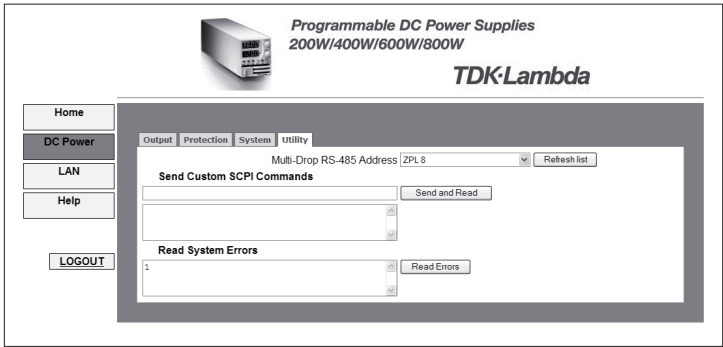 Programmable DC Power Supplies
200W/400W/600W/800W
TDK·Lambda
Home
DC Power
LAN
Help
LOGOUT
Output Protection System Utility
Multi-Drop RS-485 Address ZPL 8 Refresh list
Send Custom SCPI Commands
Send and Read
Read System Errors
1 Read Errors